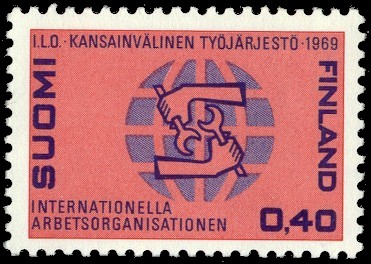 I.L.O. · KANSAINVÄLINEN TYÖJÄRJESTÖ · 1969
SUOMI
FINLAND
INTERNATIONELLA
ARBETSORGANISATIONEN
0,40